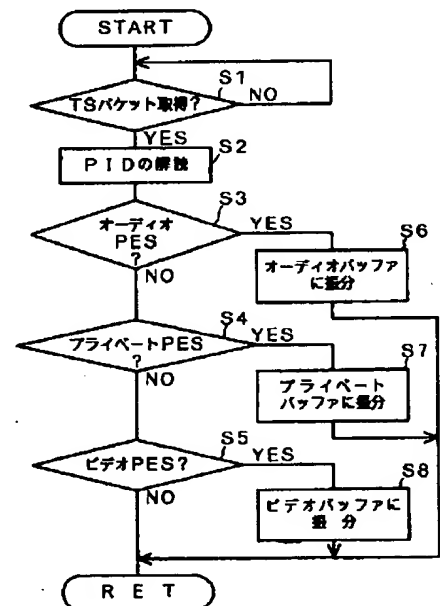 START
S1
TSパケット取得?
NO
YES
S2
PIDの解読
S3
オーディオ
PES
?
YES
NO
S6
オーディオバッファ
に振分
S4
プライベートPES
?
YES
NO
S7
プライベート
バッファに振分
S5
ビデオPES?
YES
NO
S8
ビデオバッファに
振 分
RET